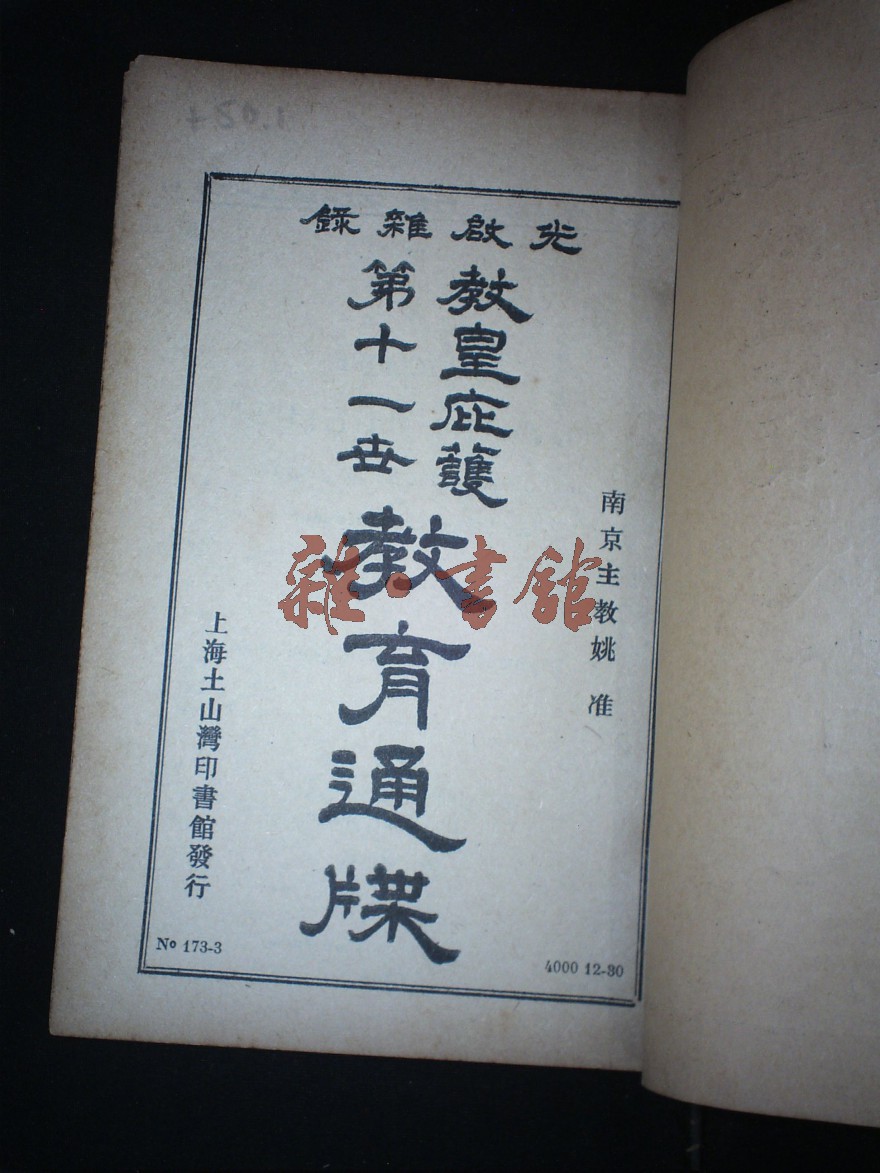 光啟雜録
教皇庇護
第十一世
教育通牒
南京主教姚 准
上海土山灣印書館發行
No 173-3
4000 12-30
雜·書館